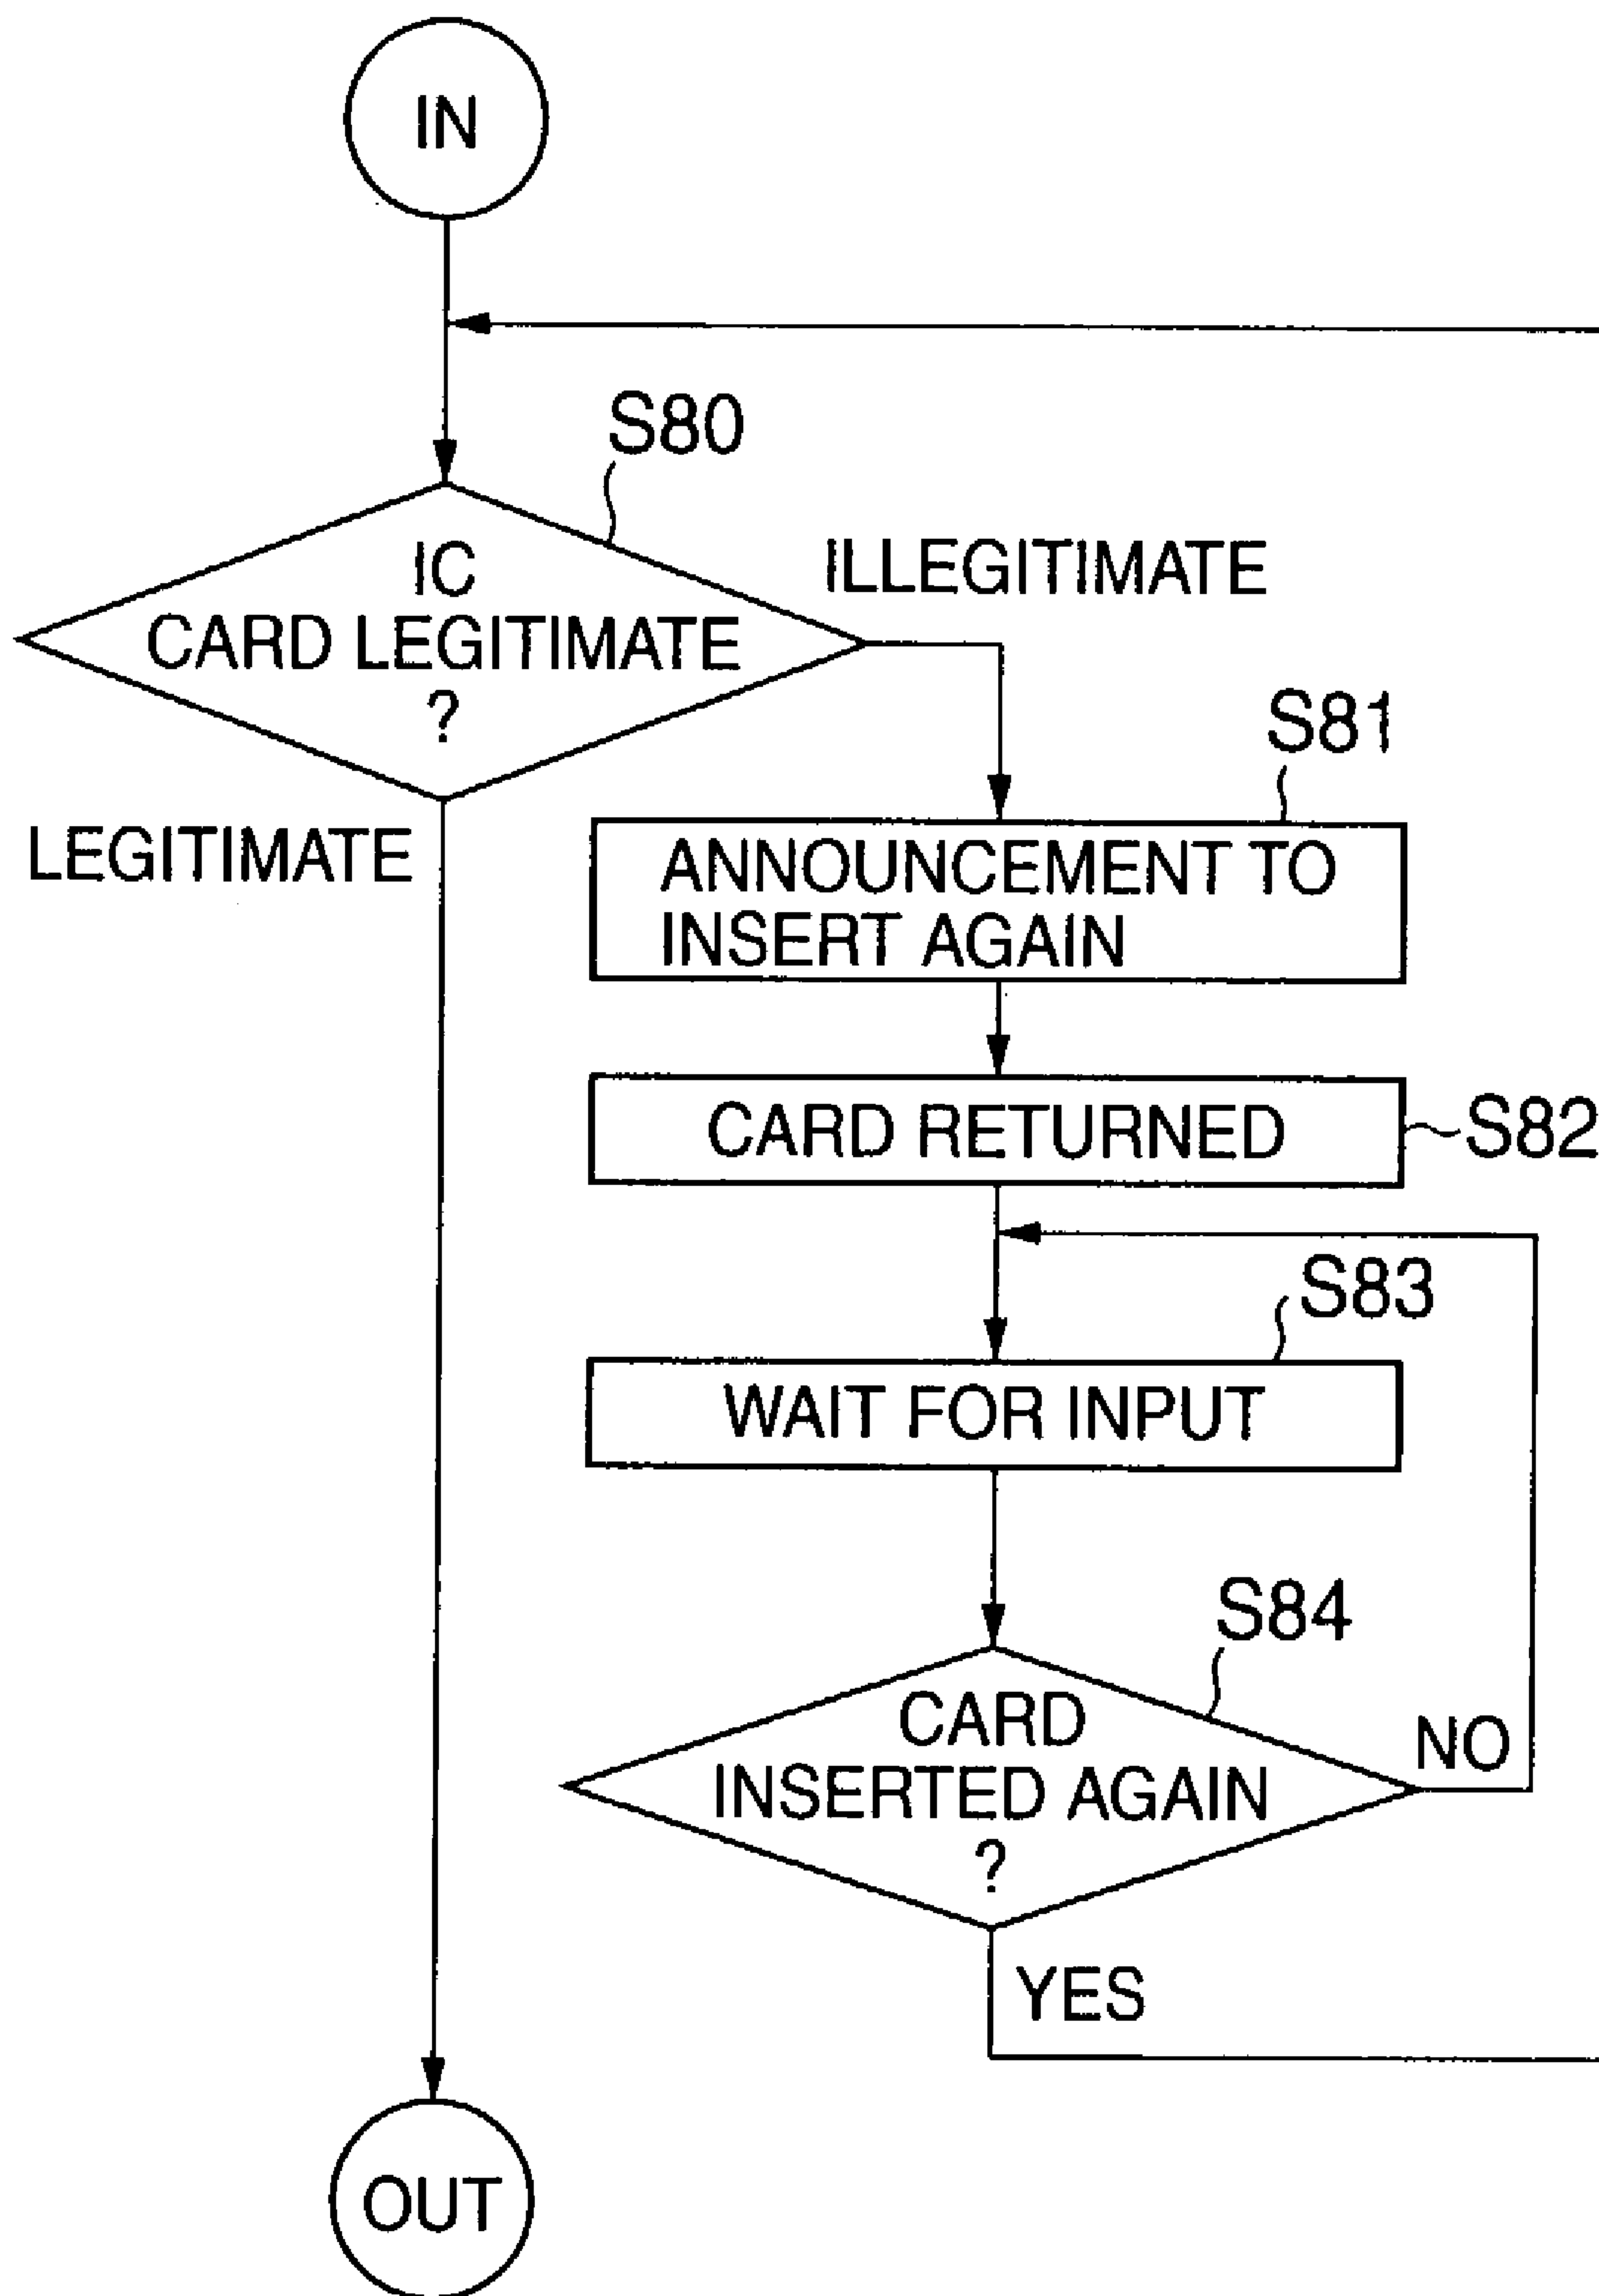 IN
S80
IC
CARD LEGITIMATE
?
ILLEGITIMATE
LEGITIMATE
S81
ANNOUNCEMENT TO
INSERT AGAIN
CARD RETURNED
S82
S83
WAIT FOR INPUT
S84
CARD
INSERTED AGAIN
?
NO
YES
OUT